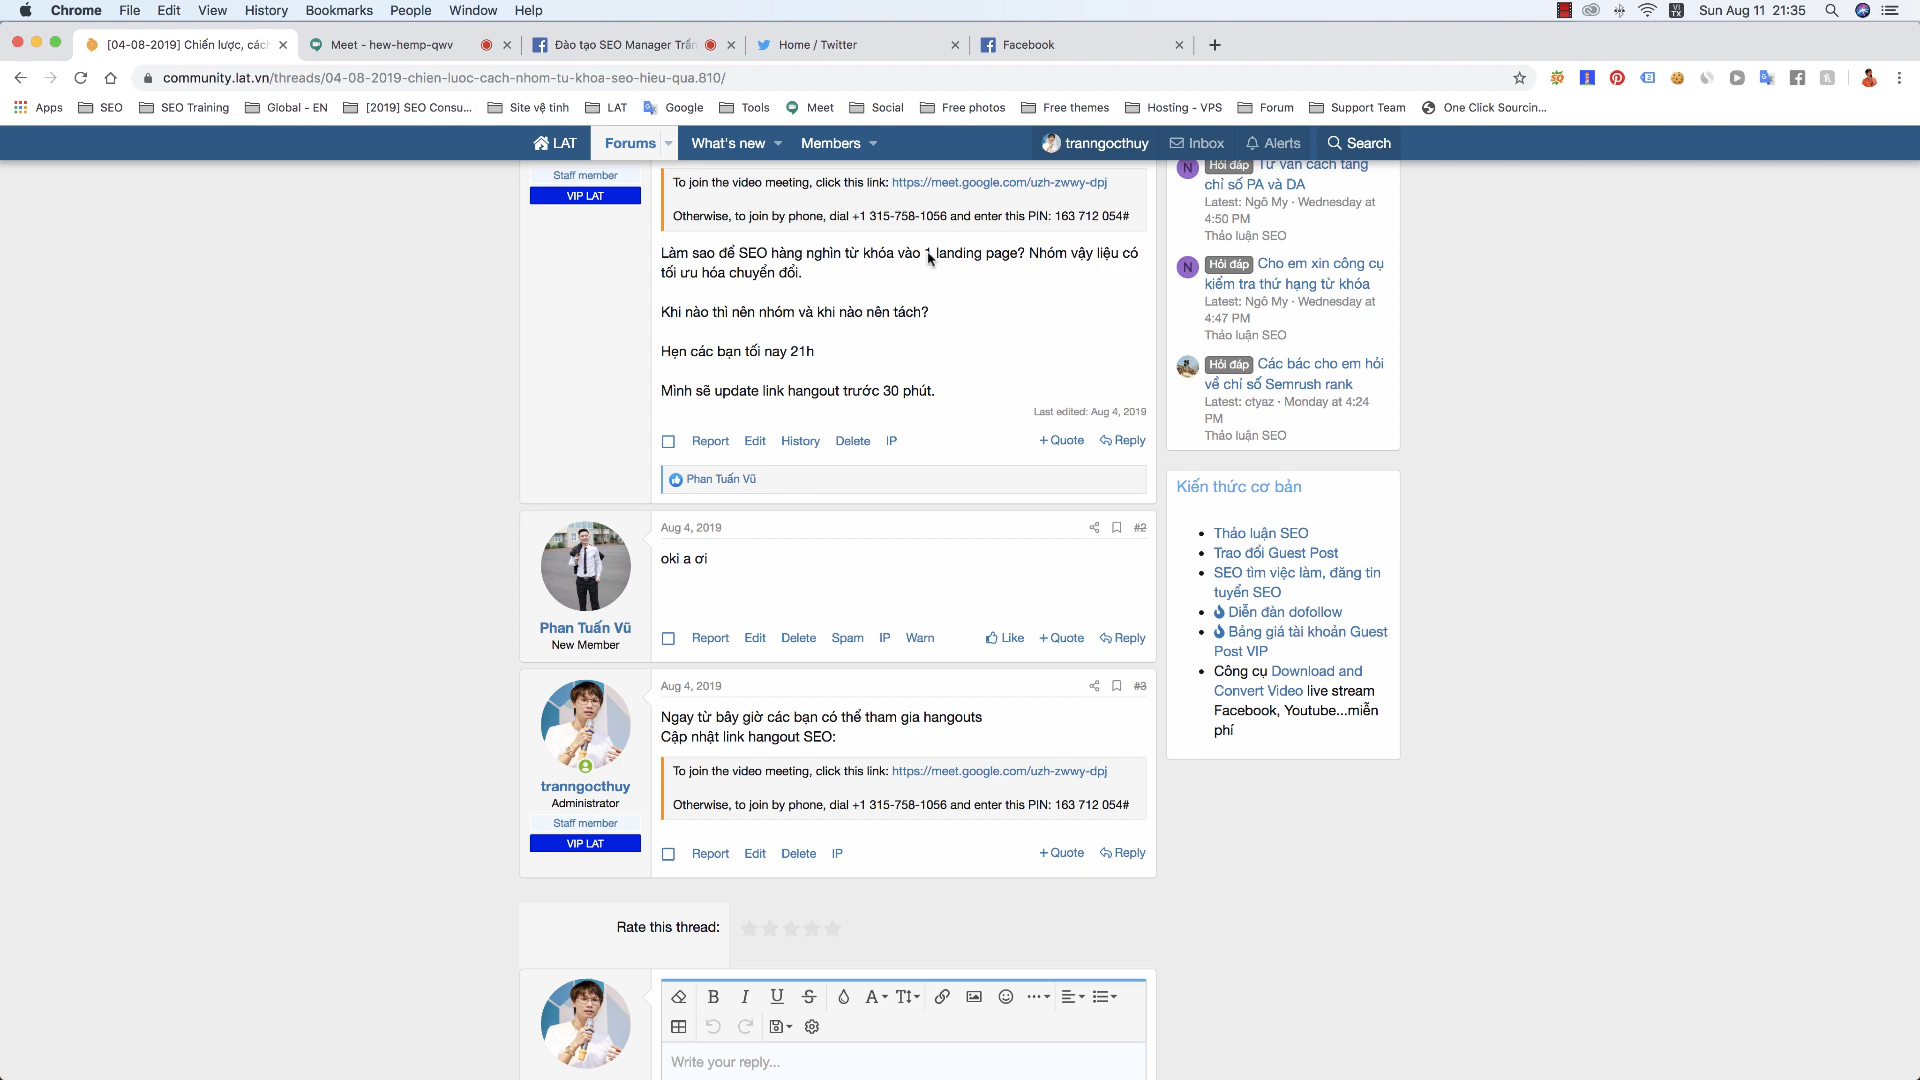 Chrome File Edit View History Bookmarks People Window Help
VI
TX
Sun Aug 11 21:35
[04-08-2019] Chiến lược, các
Meet - hew-hemp-qwv
Đào tạo SEO Manager Trần
Home / Twitter
Facebook
community.lat.vn/threads/04-08-2019-chien-luoc-cach-nhom-tu-khoa-seo-hieu-qua.810/
Apps SEO SEO Training Global - EN [2019] SEO Consu... Site vệ tinh LAT Google Tools Meet Social Free photos Free themes Hosting - VPS Forum Support Team One Click Sourcin...
LAT Forums What's new Members tranngocthuy Inbox Alerts Search
Staff member
VIP LAT
To join the video meeting, click this link: https://meet.google.com/uzh-zwwy-dpj
Otherwise, to join by phone, dial +1 315-758-1056 and enter this PIN: 163 712 054#
Làm sao để SEO hàng nghìn từ khóa vào 1 landing page? Nhóm vậy liệu có
tối ưu hóa chuyển đổi.
Khi nào thì nên nhóm và khi nào nên tách?
Hẹn các bạn tối nay 21h
Mình sẽ update link hangout trước 30 phút.
Last edited: Aug 4, 2019
Report Edit History Delete IP + Quote Reply
Phan Tuấn Vũ
Aug 4, 2019 #2
oki a ơi
Phan Tuấn Vũ
New Member
Report Edit Delete Spam IP Warn Like + Quote Reply
Aug 4, 2019 #3
Ngay từ bây giờ các bạn có thể tham gia hangouts
Cập nhật link hangout SEO:
To join the video meeting, click this link: https://meet.google.com/uzh-zwwy-dpj
Otherwise, to join by phone, dial +1 315-758-1056 and enter this PIN: 163 712 054#
tranngocthuy
Administrator
Staff member
VIP LAT
Report Edit Delete IP + Quote Reply
Rate this thread:
Write your reply...
N
Hỏi đáp Tư vấn cách tăng
chỉ số PA và DA
Latest: Ngô My · Wednesday at
4:50 PM
Thảo luận SEO
N
Hỏi đáp Cho em xin công cụ
kiểm tra thứ hạng từ khóa
Latest: Ngô My · Wednesday at
4:47 PM
Thảo luận SEO
Hỏi đáp Các bác cho em hỏi
về chỉ số Semrush rank
Latest: ctyaz · Monday at 4:24
PM
Thảo luận SEO
Kiến thức cơ bản
Thảo luận SEO
Trao đổi Guest Post
SEO tìm việc làm, đăng tin
tuyển SEO
Diễn đàn dofollow
Bảng giá tài khoản Guest
Post VIP
Công cụ Download and
Convert Video live stream
Facebook, Youtube...miễn
phí